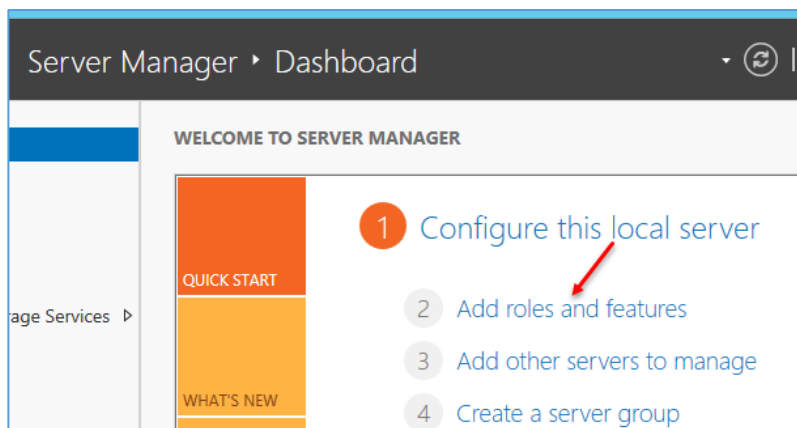 Server Manager ‣ Dashboard
WELCOME TO SERVER MANAGER
QUICK START
1 Configure this local server
2 Add roles and features
3 Add other servers to manage
4 Create a server group
age Services
WHAT'S NEW